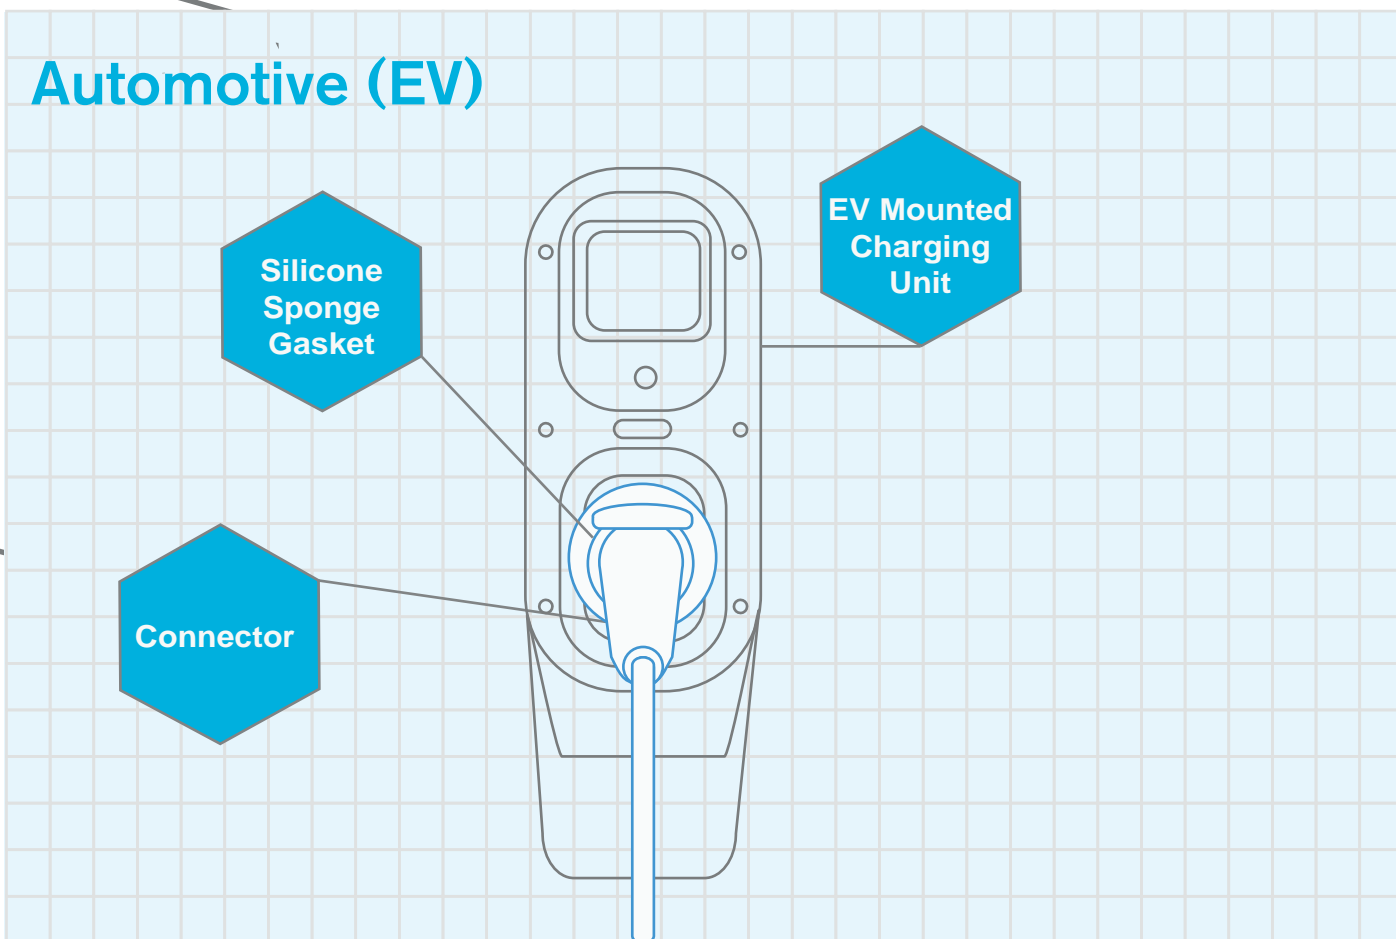 Automotive (EV)
EV Mounted
Charging
Unit
Silicone
Sponge
Gasket
Connector